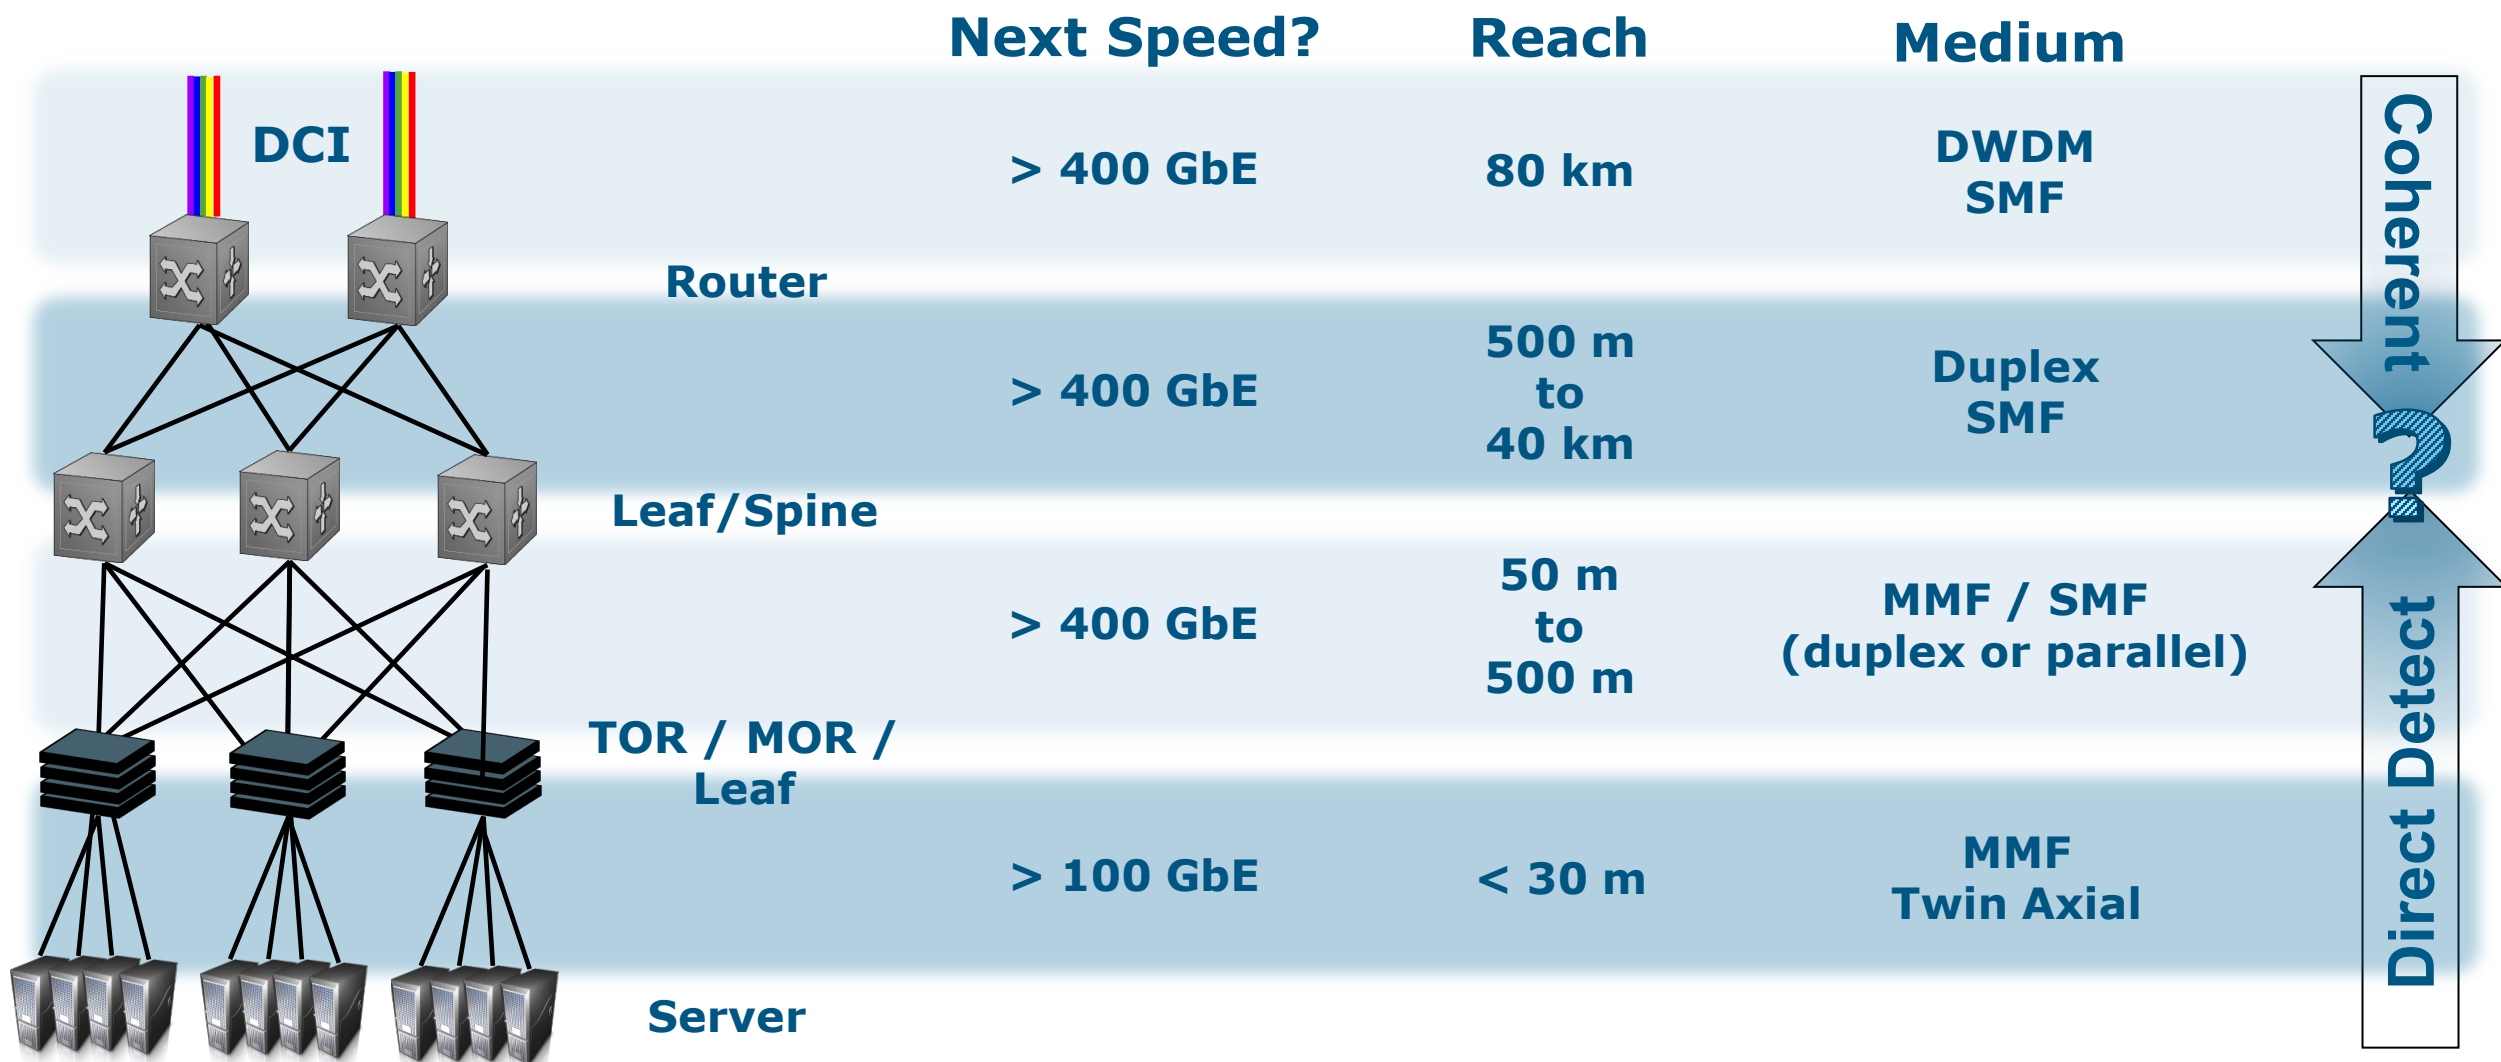 Next Speed?
Reach
Medium
DCI
> 400 GbE
80 km
DWDM
SMF
Coherent
Router
> 400 GbE
500 m
to
40 km
Duplex
SMF
?
Leaf/Spine
> 400 GbE
50 m
to
500 m
MMF / SMF
(duplex or parallel)
Direct Detect
TOR / MOR /
Leaf
> 100 GbE
< 30 m
MMF
Twin Axial
Server